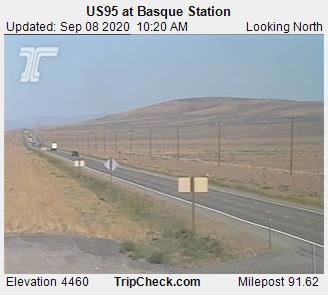 US95 at Basque Station
Updated: Sep 08 2020 10:20 AM Looking North
Elevation 4460 TripCheck.com Milepost 91.62